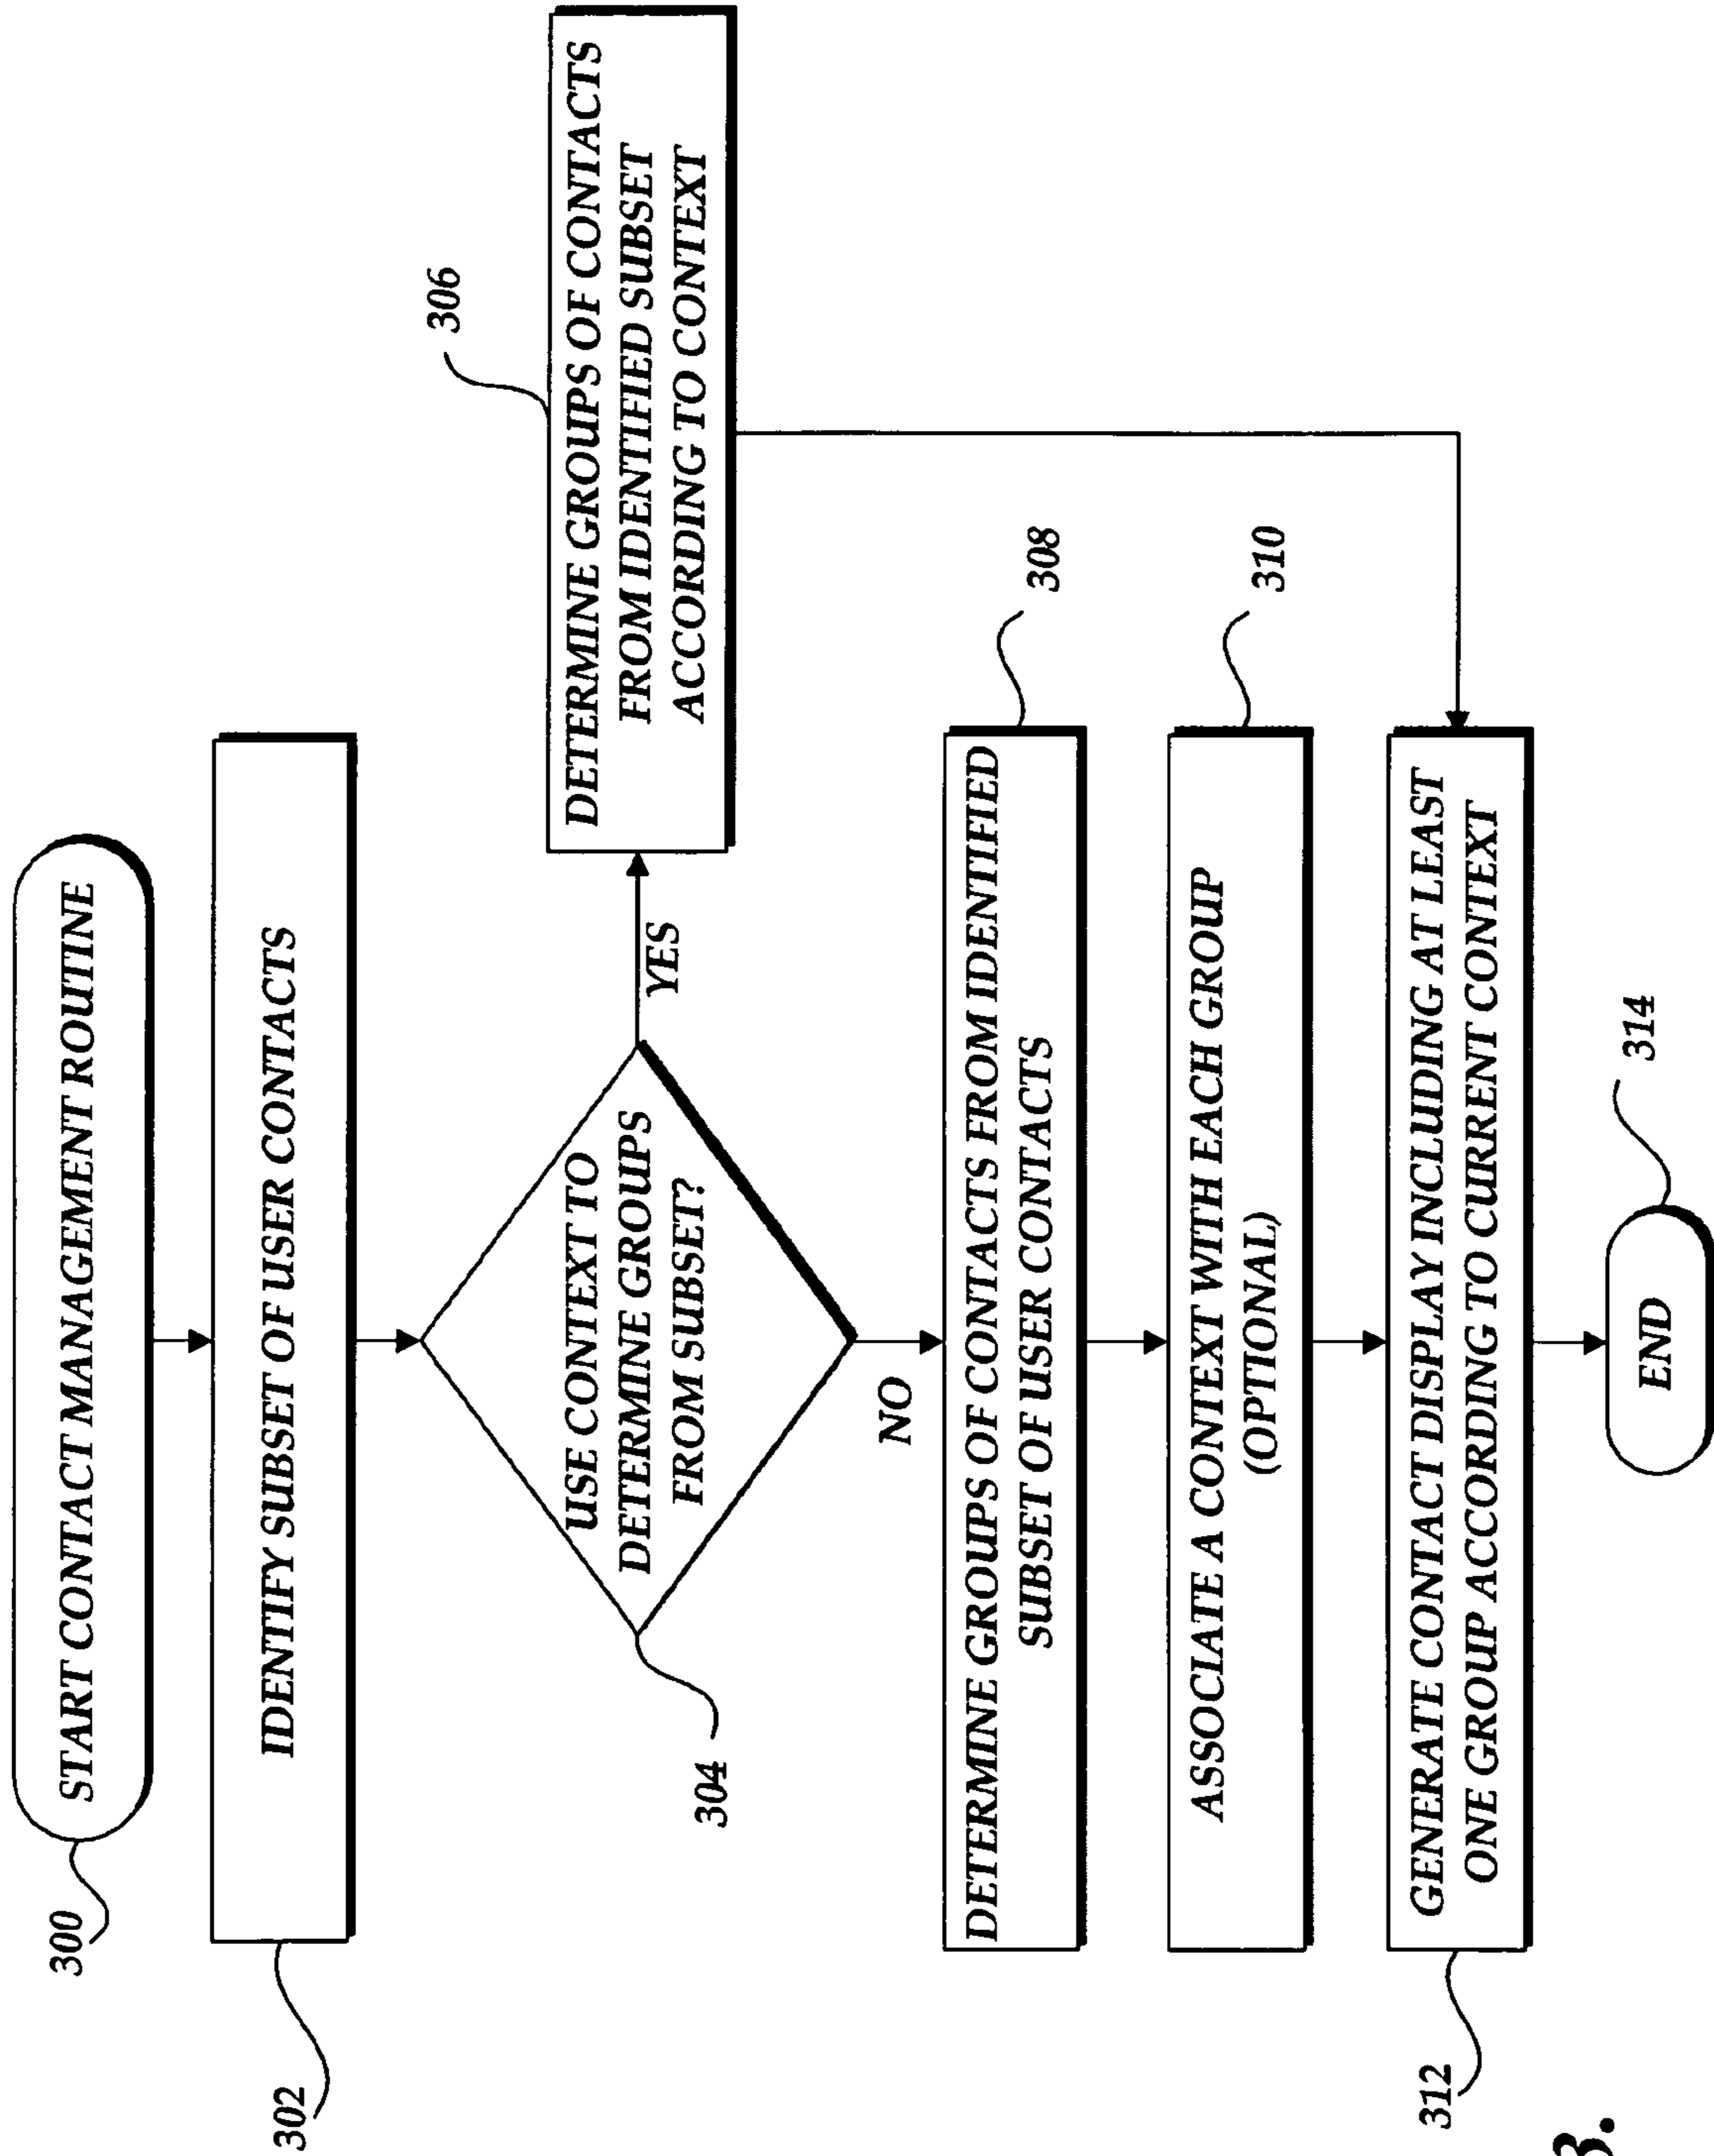 300
START CONTACT MANAGEMENT ROUTINE
302
IDENTIFY SUBSET OF USER CONTACTS
304
USE CONTEXT TO
DETERMINE GROUPS
FROM SUBSET?
YES
306
DETERMINE GROUPS OF CONTACTS
FROM IDENTIFIED SUBSET
ACCORDING TO CONTEXT
NO
308
DETERMINE GROUPS OF CONTACTS FROM IDENTIFIED
SUBSET OF USER CONTACTS
310
ASSOCIATE A CONTEXT WITH EACH GROUP
(OPTIONAL)
312
GENERATE CONTACT DISPLAY INCLUDING AT LEAST
ONE GROUP ACCORDING TO CURRENT CONTEXT
314
END
3.